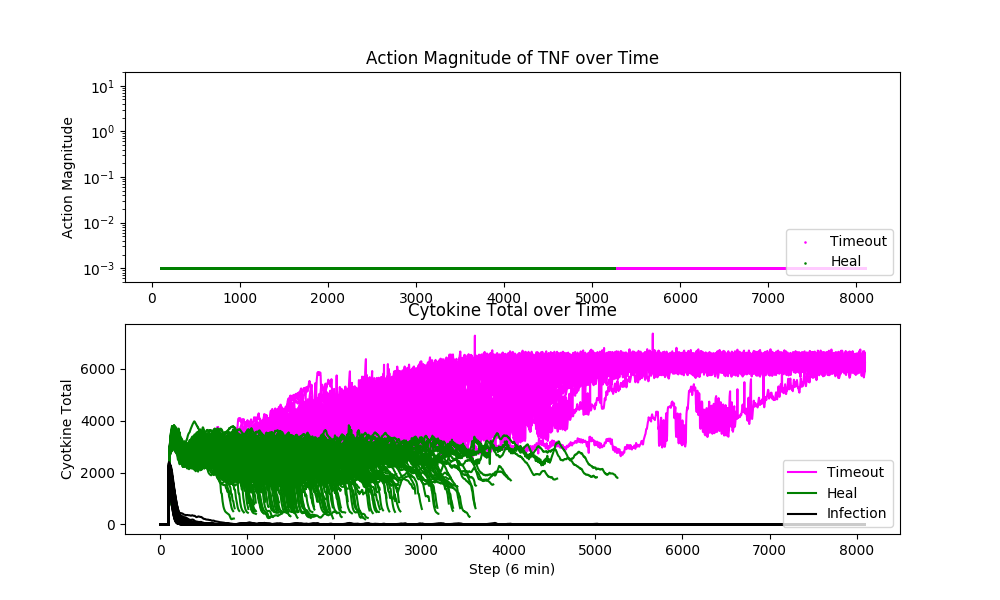 Action Magnitude of TNF over Time
Action Magnitude
10¹
10⁰
10⁻¹
10⁻²
10⁻³
Timeout
Heal
0 1000 2000 3000 4000 5000 6000 7000 8000
Cytokine Total over Time
Cyotkine Total
6000
4000
2000
0
Timeout
Heal
Infection
0 1000 2000 3000 4000 5000 6000 7000 8000
Step (6 min)